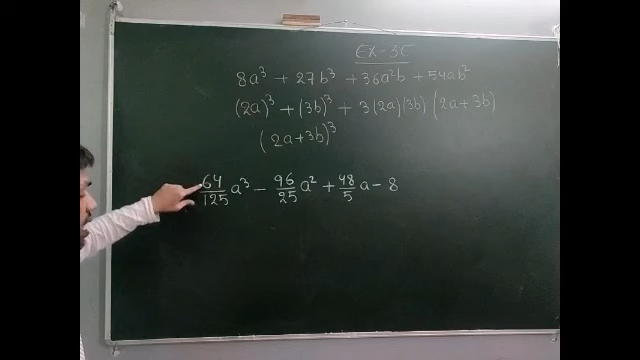 EX-3C
8a³ + 27b³ + 36a²b + 54ab²
(2a)³ + (3b)³ + 3(2a)(3b) (2a+3b)
(2a+3b)³
64/125 a³ - 96/25 a² + 48/5 a - 8